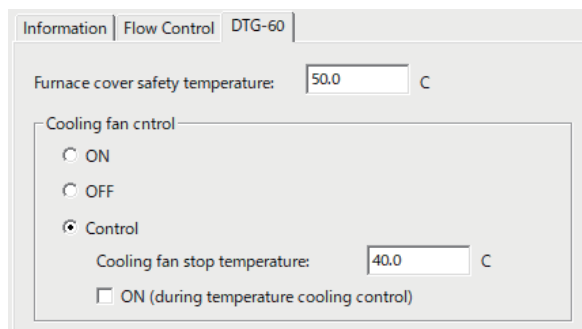 Information Flow Control DTG-60
Furnace cover safety temperature: 50.0 C
Cooling fan cntrol
ON
OFF
Control
Cooling fan stop temperature: 40.0 C
ON (during temperature cooling control)